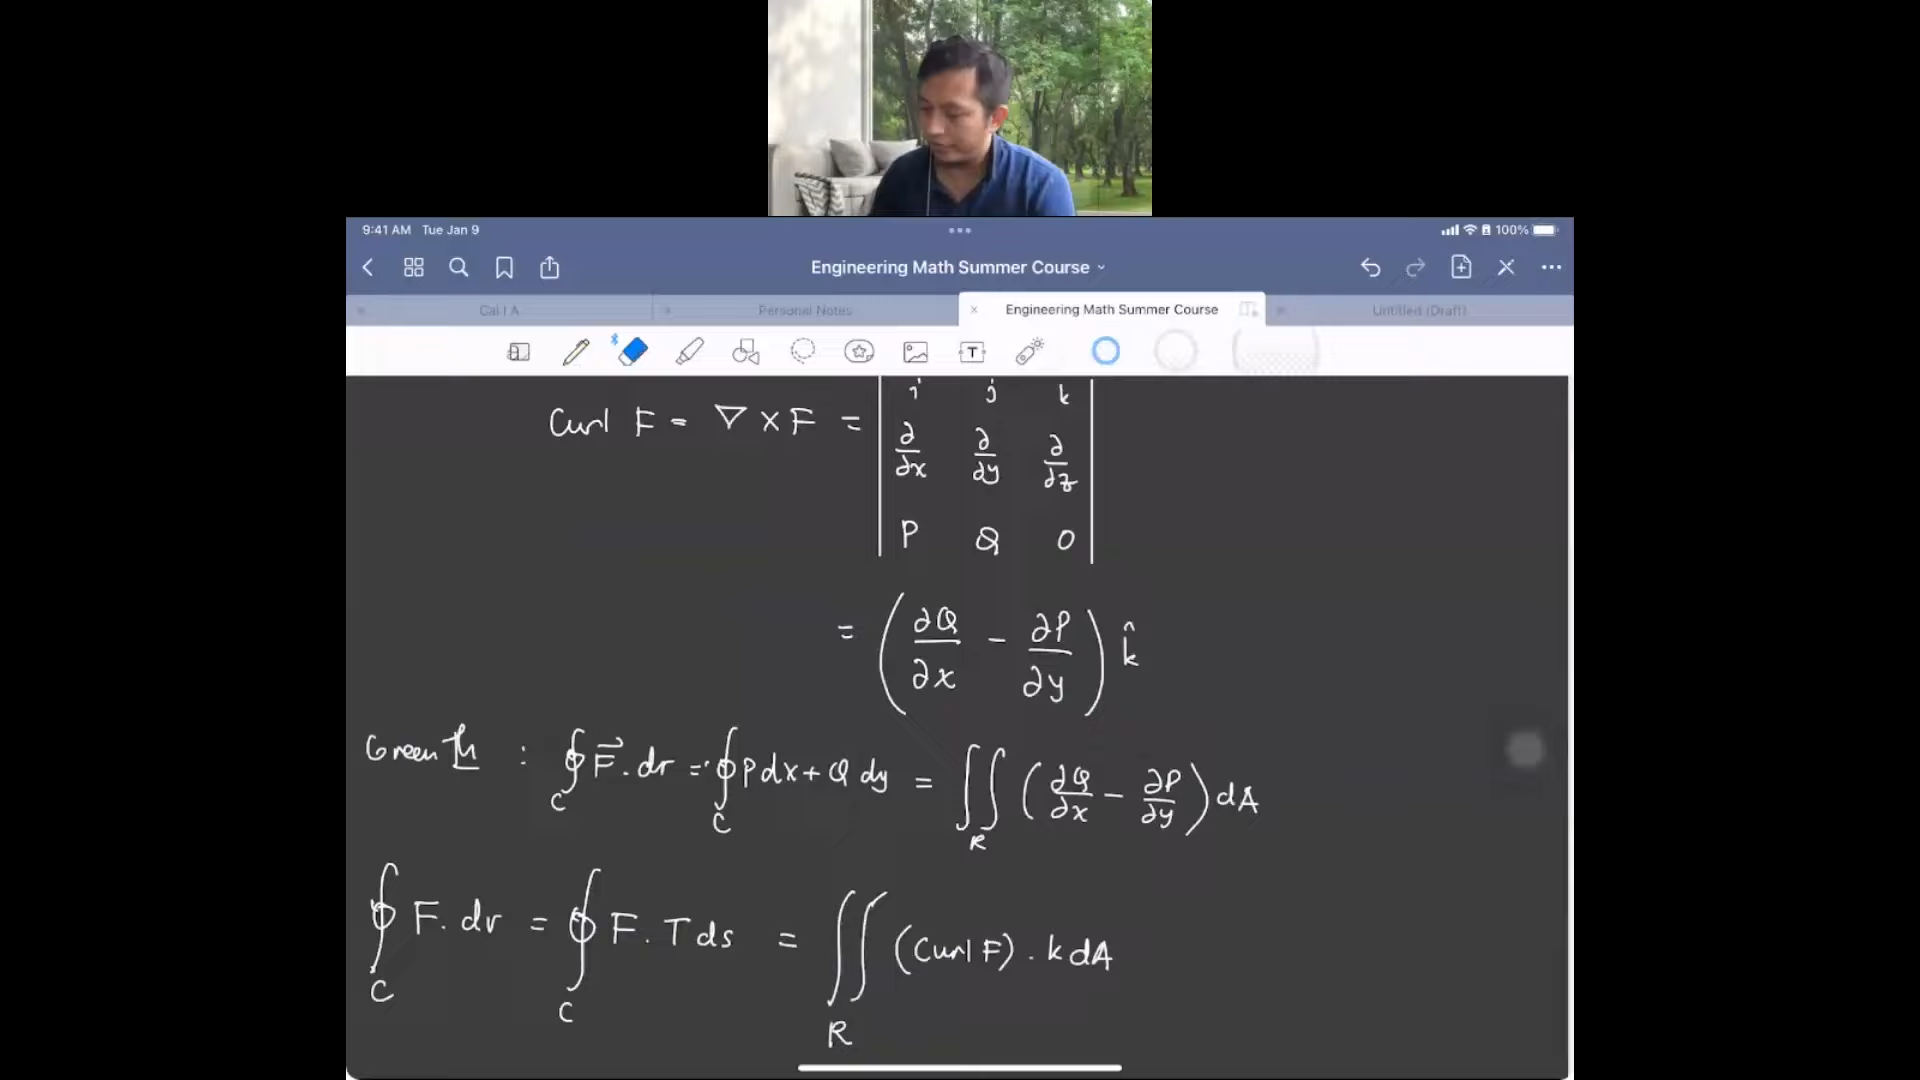 9:41 AM Tue Jan 9
100%
Engineering Math Summer Course
Cal I A
Personal Notes
Engineering Math Summer Course
Untitled (Draft)
T
i j k
Curl F = ∇ × F =
∂/∂x ∂/∂y ∂/∂z
P Q 0
= (∂Q/∂x − ∂P/∂y) k̂
Green Th : ∮_C F⃗ . dr = ∮_C P dx + Q dy = ∬_R (∂Q/∂x − ∂P/∂y) dA
∮_C F . dr = ∮_C F . T ds = ∬_R (Curl F) . k dA